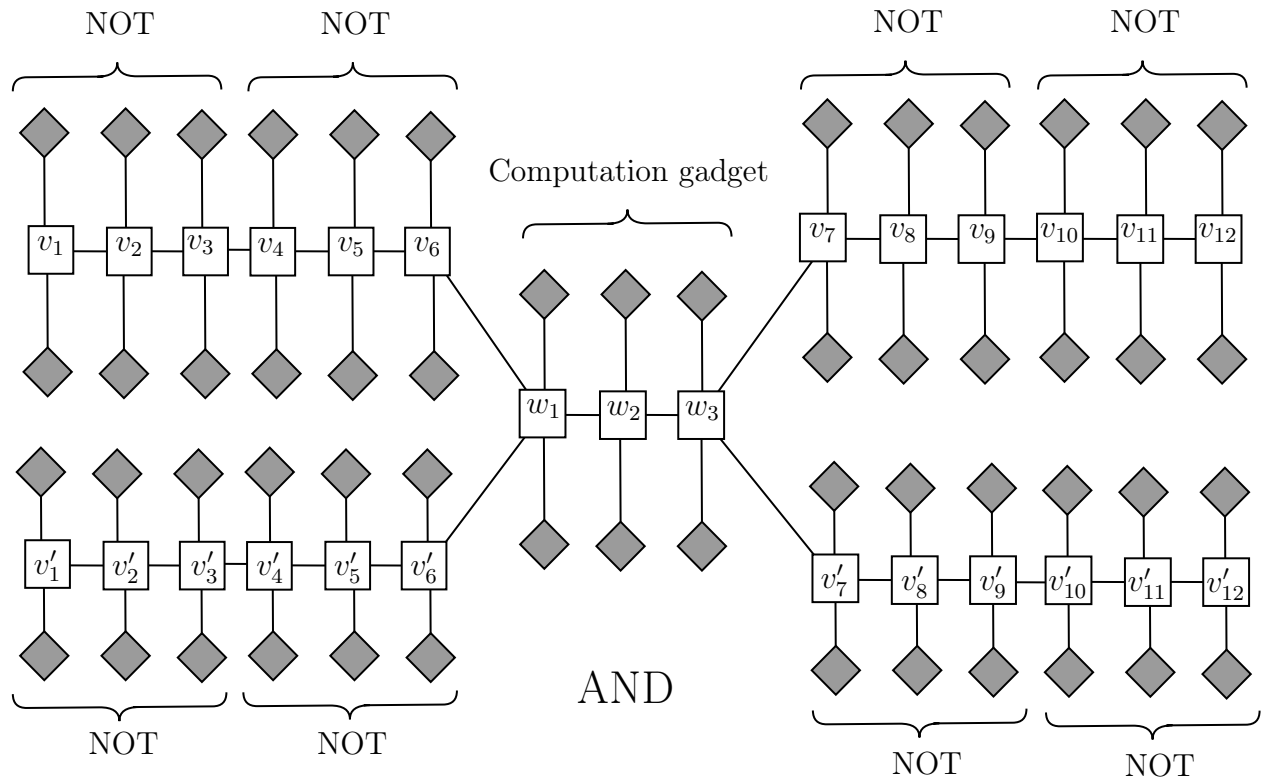 NOT NOT NOT NOT
Computation gadget
v₁ v₂ v₃ v₄ v₅ v₆ v₇ v₈ v₉ v₁₀ v₁₁ v₁₂
w₁ w₂ w₃
v′₁ v′₂ v′₃ v′₄ v′₅ v′₆ v′₇ v′₈ v′₉ v′₁₀ v′₁₁ v′₁₂
AND
NOT NOT NOT NOT